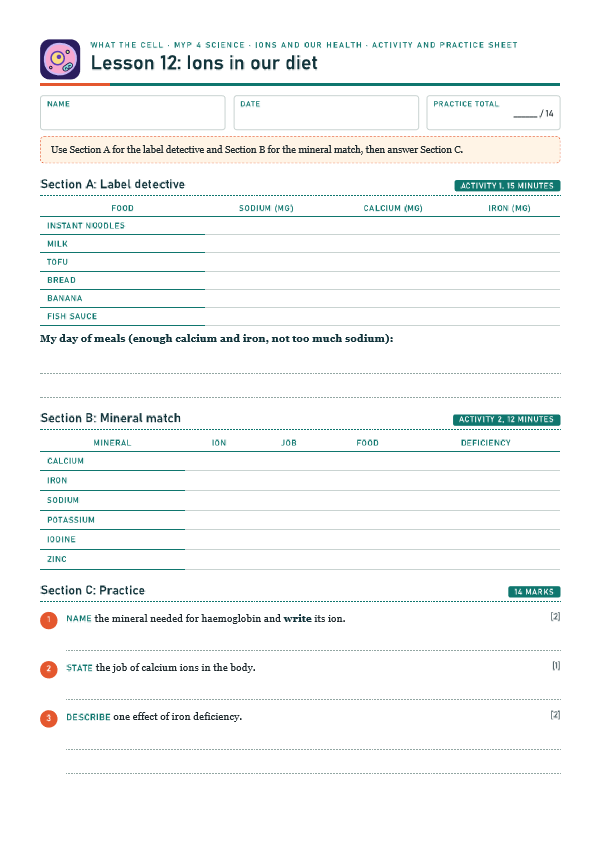 WHAT THE CELL · MYP 4 SCIENCE · IONS AND OUR HEALTH · ACTIVITY AND PRACTICE SHEET
Lesson 12: Ions in our diet
NAME
DATE
PRACTICE TOTAL
_____ / 14
Use Section A for the label detective and Section B for the mineral match, then answer Section C.
Section A: Label detective
ACTIVITY 1, 15 MINUTES
FOOD SODIUM (MG) CALCIUM (MG) IRON (MG)
INSTANT NOODLES
MILK
TOFU
BREAD
BANANA
FISH SAUCE
My day of meals (enough calcium and iron, not too much sodium):
Section B: Mineral match
ACTIVITY 2, 12 MINUTES
MINERAL ION JOB FOOD DEFICIENCY
CALCIUM
IRON
SODIUM
POTASSIUM
IODINE
ZINC
Section C: Practice
14 MARKS
1 NAME the mineral needed for haemoglobin and write its ion. [2]
2 STATE the job of calcium ions in the body. [1]
3 DESCRIBE one effect of iron deficiency. [2]